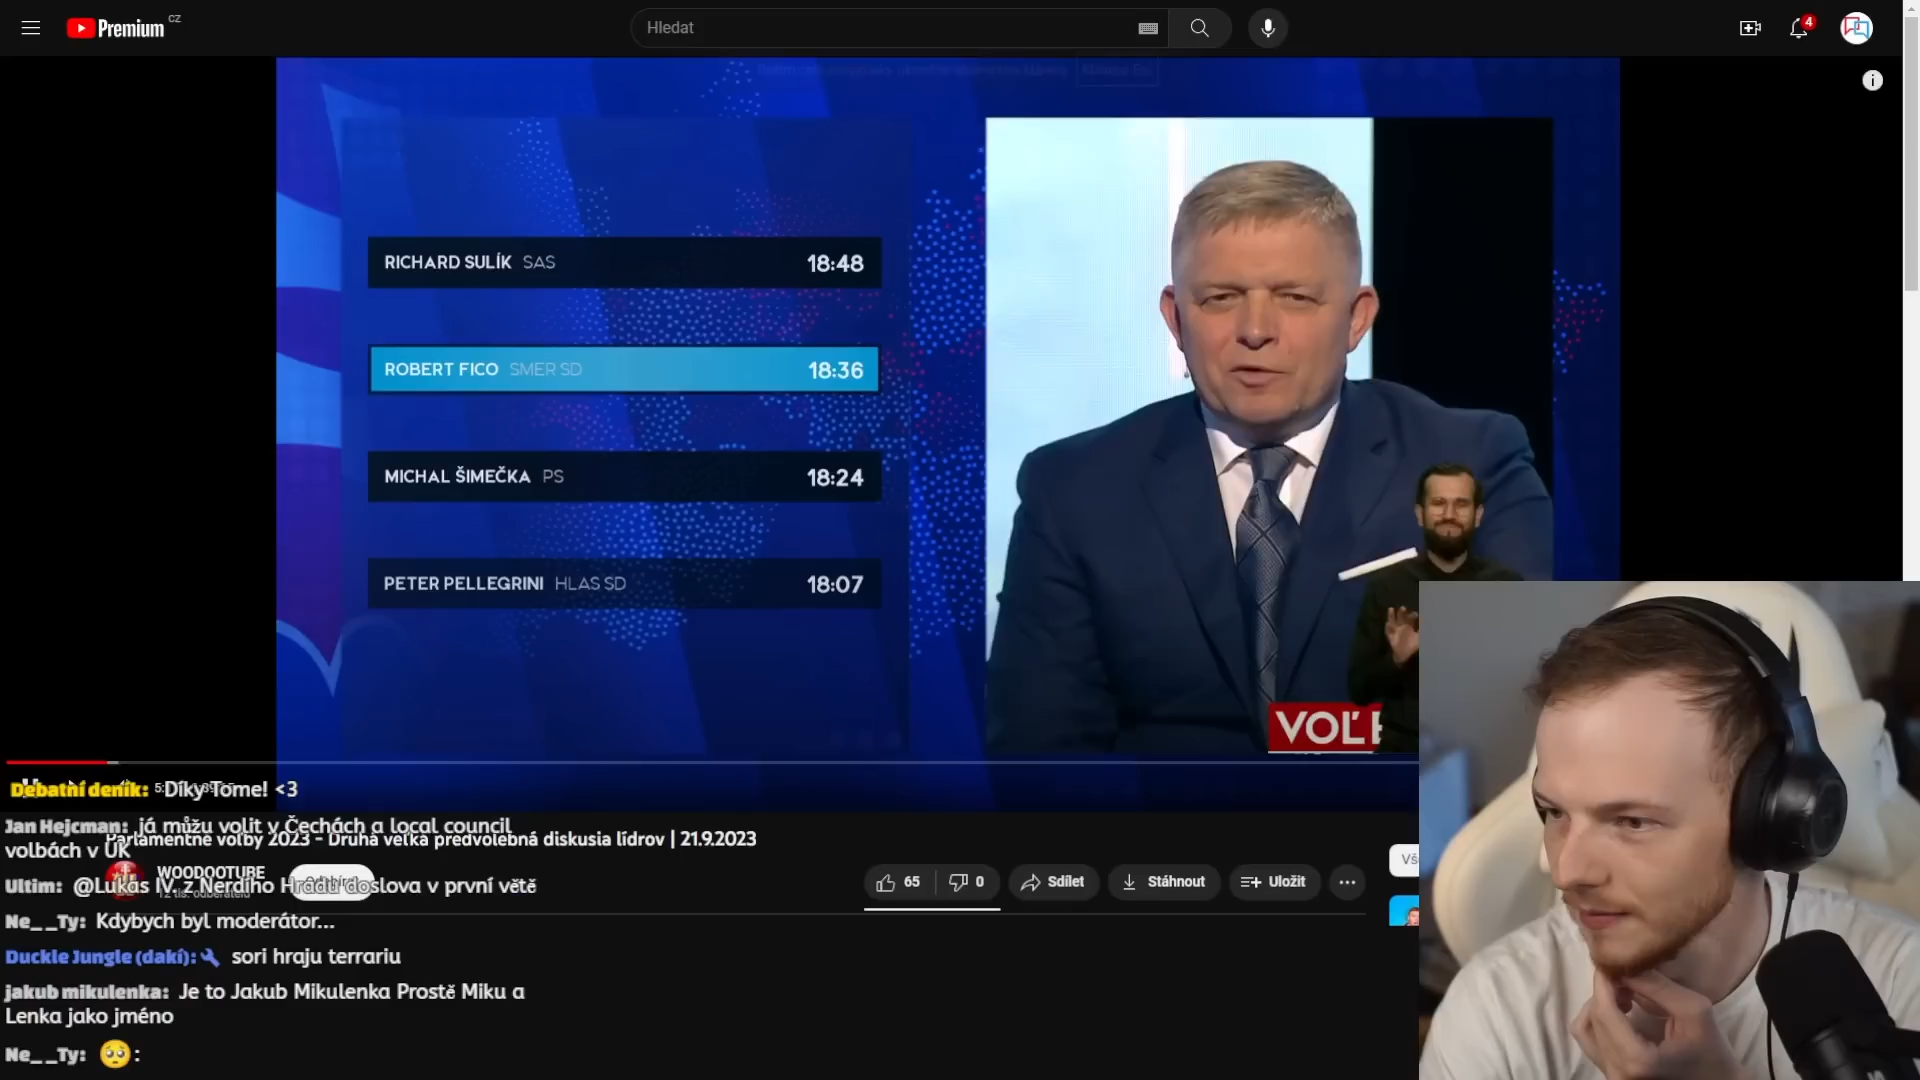 Premium CZ
Hledat
4
RICHARD SULÍK SAS 18:48
ROBERT FICO SMER SD 18:36
MICHAL ŠIMEČKA PS 18:24
PETER PELLEGRINI HLAS SD 18:07
Debatní deník: Díky Tome! <3
Jan Hejcman: já můžu volit v Čechách a local council
volbách v UK
Parlamentné voľby 2023 - Druhá veľká predvolebná diskusia lídrov | 21.9.2023
WOODOOTUBE
65
0
Sdílet
Stáhnout
Uložit
Ultim: @Lukas IV. z Nerdího Hradu doslova v první větě
Ne__Ty: Kdybych byl moderátor...
Duckle Jungle (dakí): sori hraju terrariu
jakub mikulenka: Je to Jakub Mikulenka Prostě Miku a
Lenka jako jméno
Ne__Ty: 🥺: